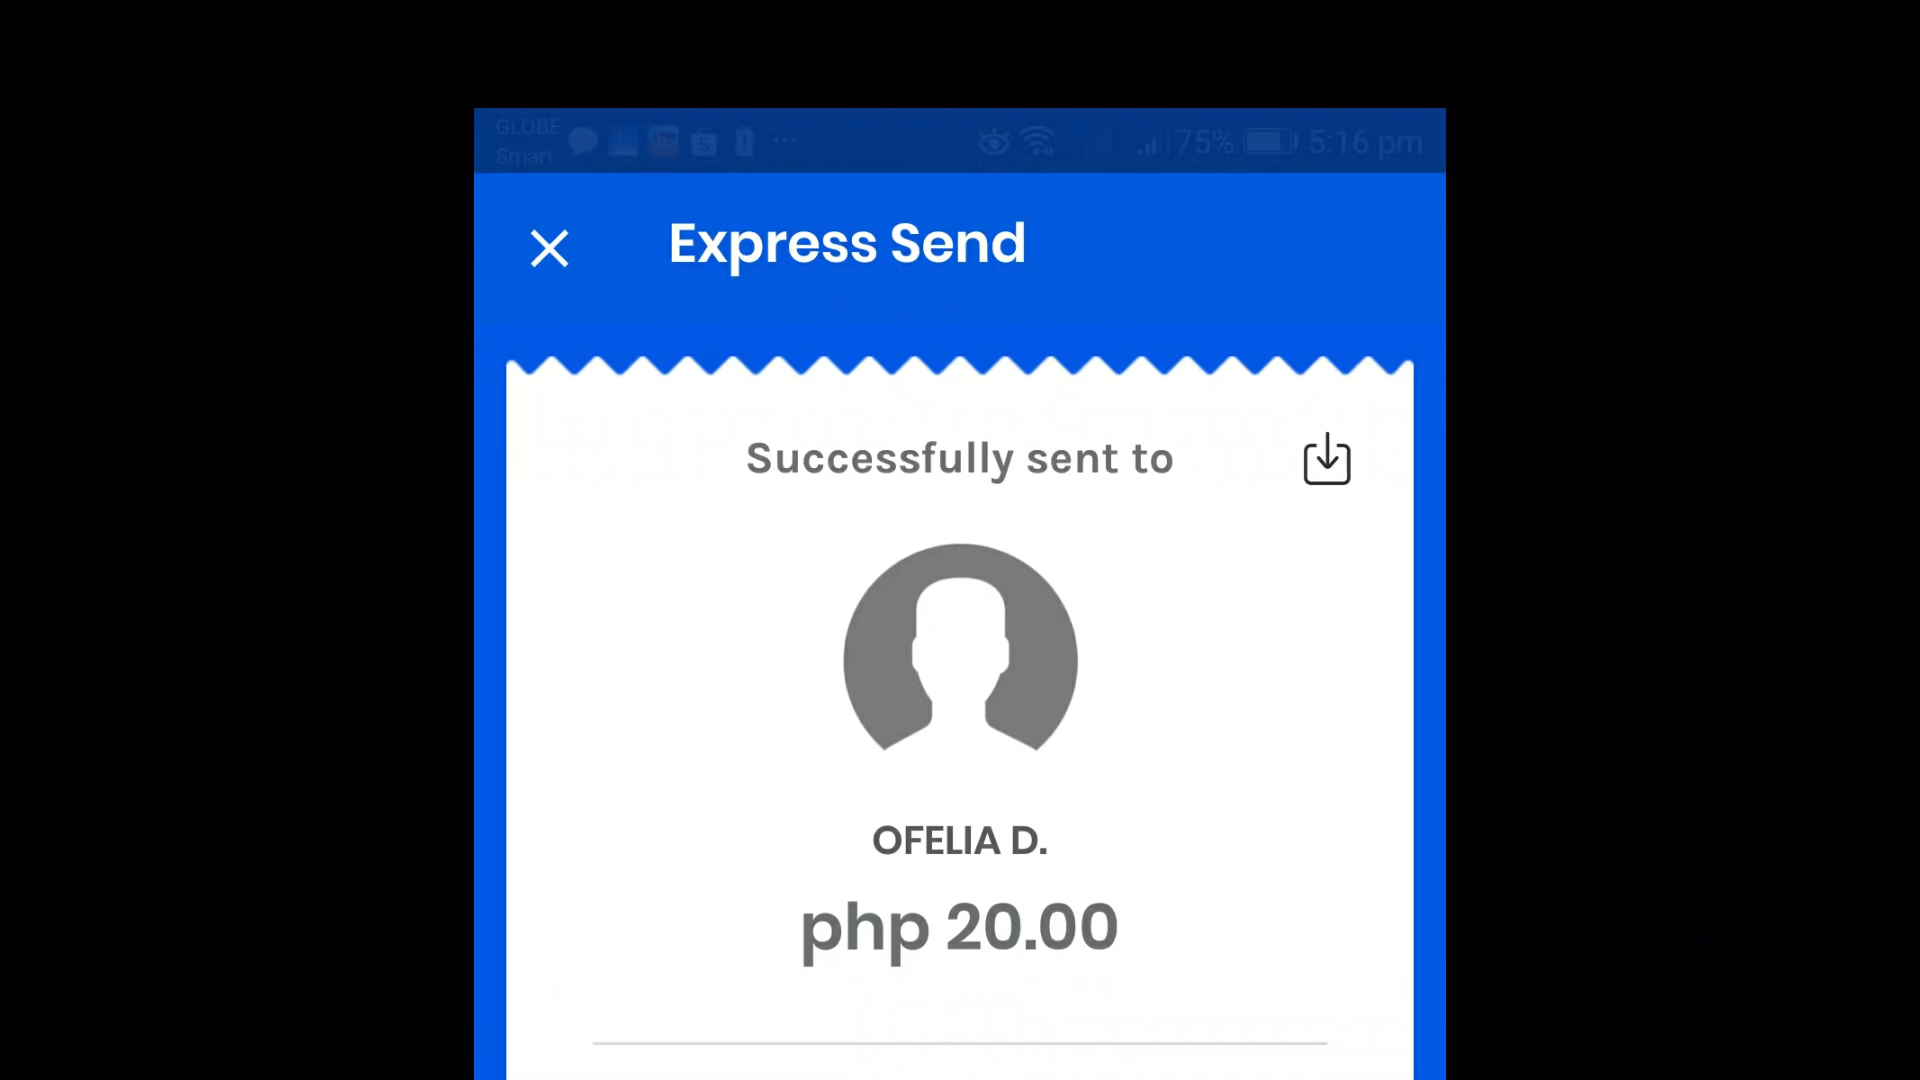 GLOBE
Smart
75% 5:16 pm
Express Send
Successfully sent to
OFELIA D.
php 20.00